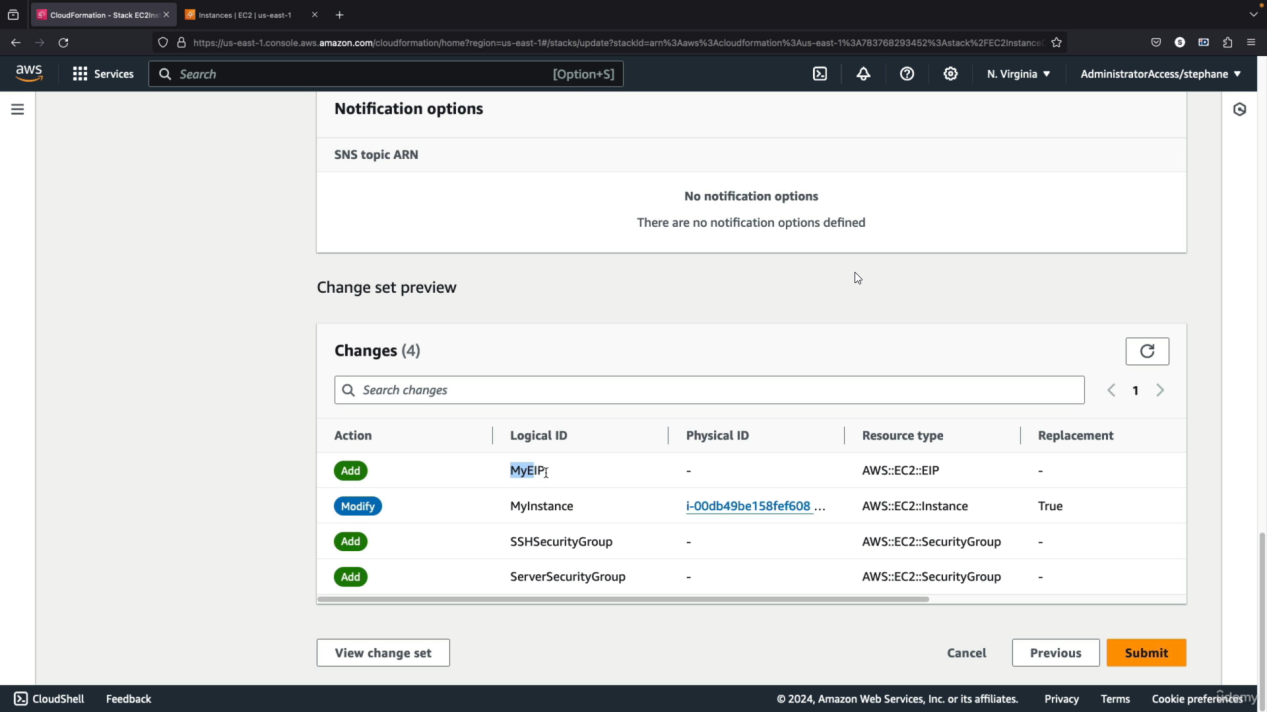 CloudFormation - Stack EC2Ins
Instances | EC2 | us-east-1
https://us-east-1.console.aws.amazon.com/cloudformation/home?region=us-east-1#/stacks/update?stackId=arn%3Aaws%3Acloudformation%3Aus-east-1%3A783768293452%3Astack%2FEC2Instance
aws
Services
Search
[Option+S]
N. Virginia
AdministratorAccess/stephane
Notification options
SNS topic ARN
No notification options
There are no notification options defined
Change set preview
Changes (4)
Search changes
1
Action Logical ID Physical ID Resource type Replacement
Add MyEIP - AWS::EC2::EIP -
Modify MyInstance i-00db49be158fef608 ... AWS::EC2::Instance True
Add SSHSecurityGroup - AWS::EC2::SecurityGroup -
Add ServerSecurityGroup - AWS::EC2::SecurityGroup -
View change set
Cancel
Previous
Submit
CloudShell
Feedback
© 2024, Amazon Web Services, Inc. or its affiliates.
Privacy
Terms
Cookie preferences
Udemy